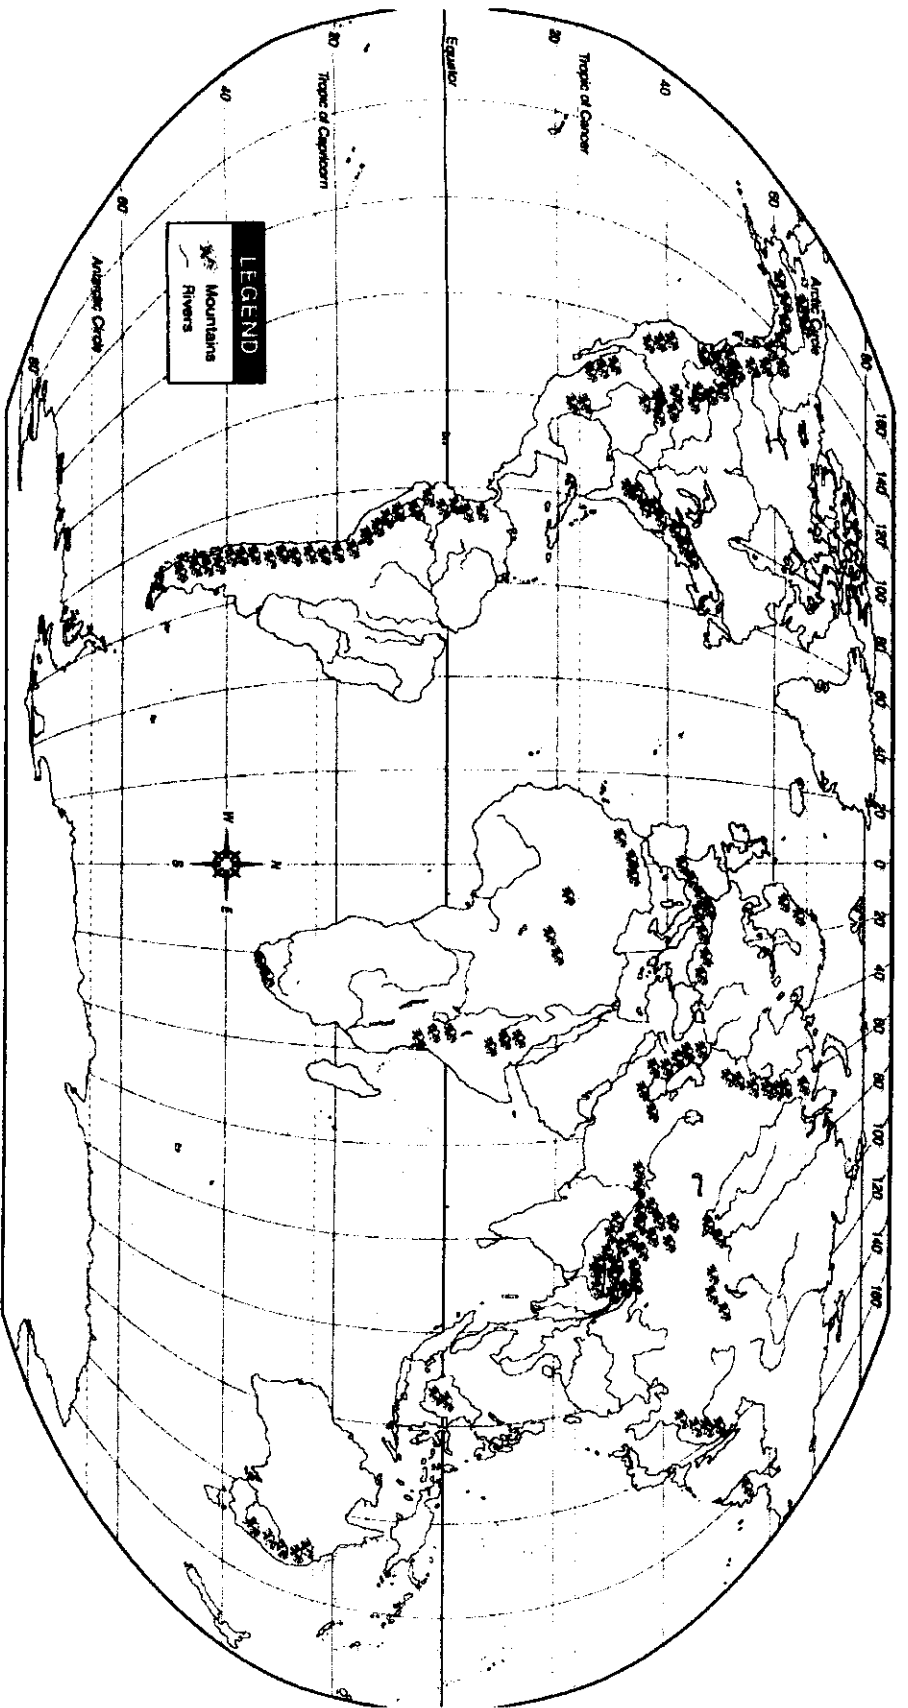 160° 140° 120° 100° 80° 60° 40° 20° 0° 20° 40° 60° 80° 100° 120° 140° 160°
80°
Arctic Circle
60°
40°
Tropic of Cancer
20°
Equator
20°
Tropic of Capricorn
40°
60°
Antarctic Circle
80°
LEGEND
Mountains
Rivers
N
W E
S